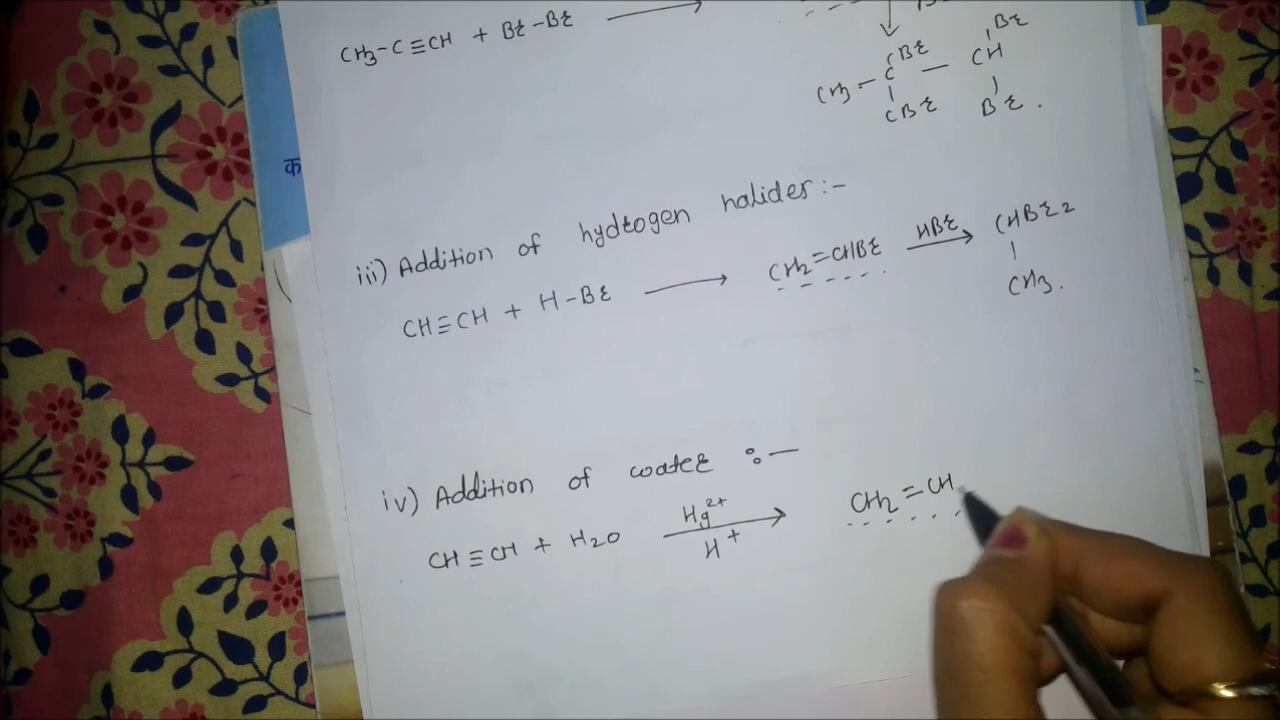 CH3-C≡CH + Br-Br ⟶
Br Br
CH3 - C — CH
CBr Br .
iii) Addition of hydrogen halides :-
CH≡CH + H-Br ⟶ CH2=CHBr HBr⟶ CHBr2
CH3.
iv) Addition of water :-
CH≡CH + H2O Hg2+ ⟶ H+ CH2=CH
क